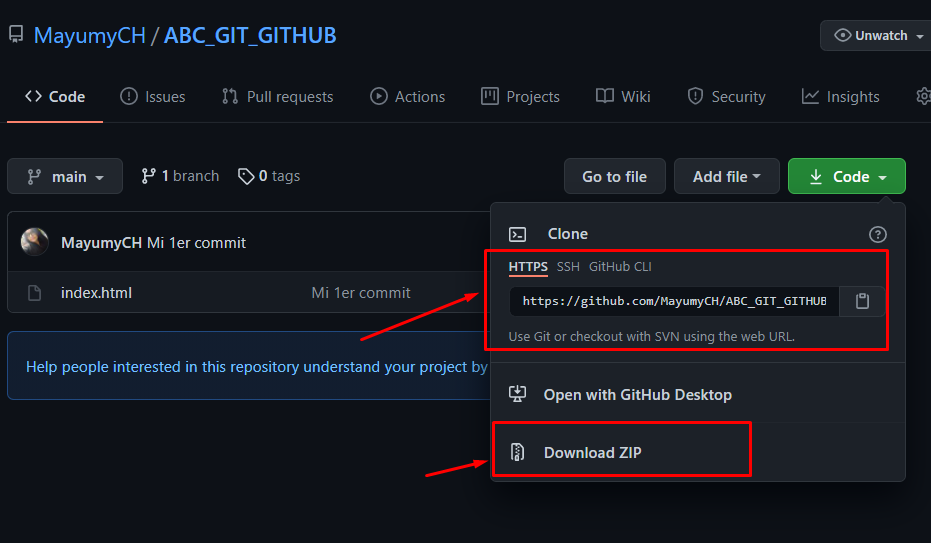 MayumyCH / ABC_GIT_GITHUB
Unwatch
Code Issues Pull requests Actions Projects Wiki Security Insights
main 1 branch 0 tags Go to file Add file Code
MayumyCH Mi 1er commit
index.html Mi 1er commit
Help people interested in this repository understand your project by
Clone
HTTPS SSH GitHub CLI
https://github.com/MayumyCH/ABC_GIT_GITHUB
Use Git or checkout with SVN using the web URL.
Open with GitHub Desktop
Download ZIP